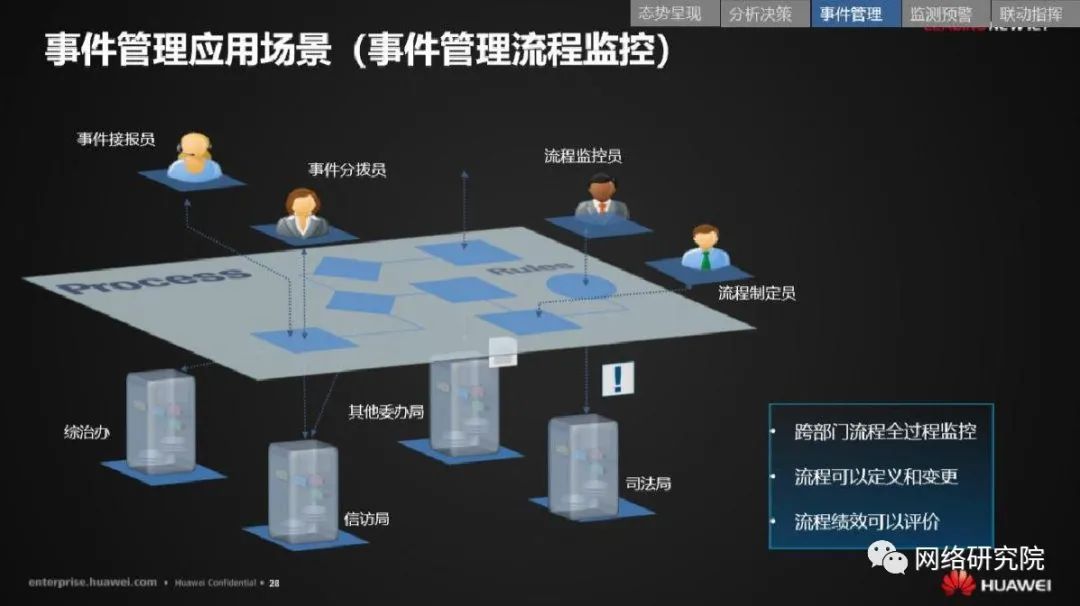 态势呈现 分析决策 事件管理 监测预警 联动指挥
事件管理应用场景（事件管理流程监控）
事件接报员
事件分拨员
流程监控员
流程制定员
Process
Rules
综治办
信访局
其他委办局
!
司法局
• 跨部门流程全过程监控
• 流程可以定义和变更
• 流程绩效可以评价
网络研究院
enterprise.huawei.com • Huawei Confidential • 28
HUAWEI